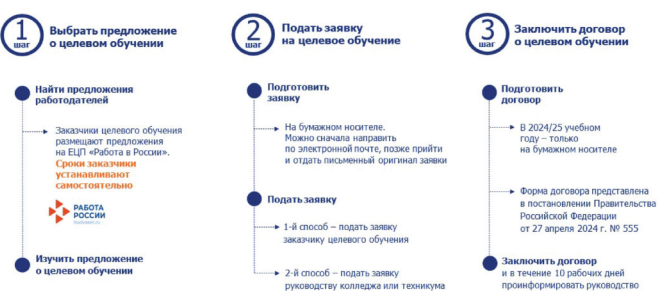 1
шаг
Выбрать предложение
о целевом обучении
Найти предложения
работодателей
Заказчики целевого обучения
размещают предложения
на ЕЦП «Работа в России».
Сроки заказчики
устанавливают
самостоятельно
РАБОТА
РОССИИ
Изучить предложение
о целевом обучении
2
шаг
Подать заявку
на целевое обучение
Подготовить
заявку
На бумажном носителе.
Можно сначала направить
по электронной почте, позже прийти
и отдать письменный оригинал заявки
Подать заявку
1-й способ – подать заявку
заказчику целевого обучения
2-й способ – подать заявку
руководству колледжа или техникума
3
шаг
Заключить договор
о целевом обучении
Подготовить
договор
В 2024/25 учебном
году – только
на бумажном носителе
Форма договора представлена
в постановлении Правительства
Российской Федерации
от 27 апреля 2024 г. № 555
Заключить договор
и в течение 10 рабочих дней
проинформировать руководство